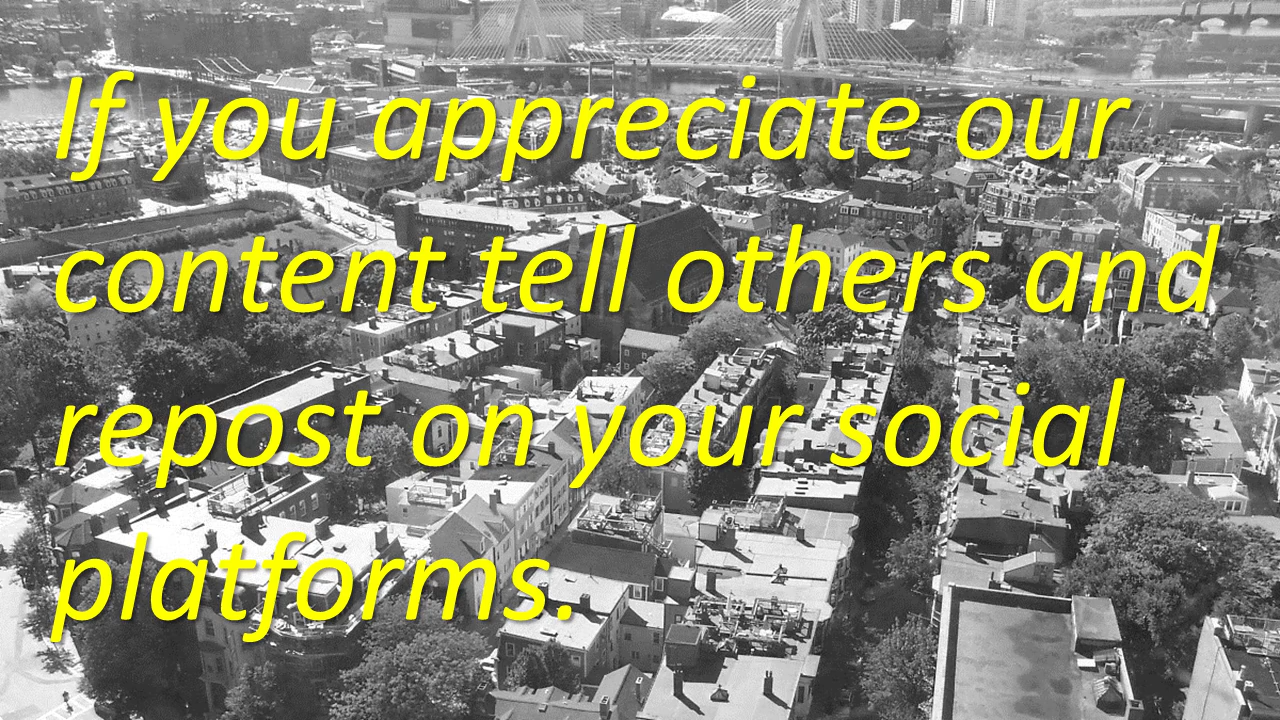 If you appreciate our
content tell others and
repost on your social
platforms.